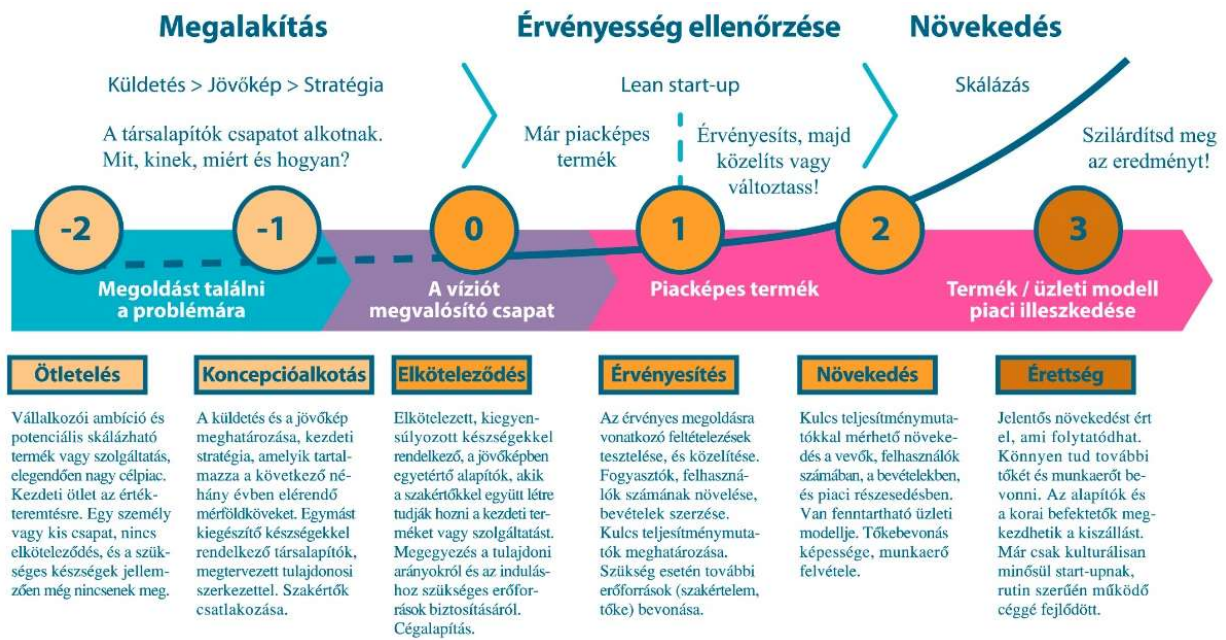 Megalakítás
Érvényesség ellenőrzése
Növekedés
Küldetés > Jövőkép > Stratégia
Lean start-up
Skálázás
A társalapítók csapatot alkotnak.
Mit, kinek, miért és hogyan?
Már piacképes
termék
Érvényesíts, majd
közelíts vagy
változtass!
Szilárdítsd meg
az eredményt!
-2
-1
0
1
2
3
Megoldást találni
a problémára
A víziót
megvalósító csapat
Piacképes termék
Termék / üzleti modell
piaci illeszkedése
Ötletelés
Vállalkozói ambíció és
potenciális skálázható
termék vagy szolgáltatás,
elegendően nagy célpiac.
Kezdeti ötlet az érték-
teremtésre. Egy személy
vagy kis csapat, nincs
elköteleződés, és a szük-
séges készségek jellem-
zően még nincsenek meg.
Koncepcióalkotás
A küldetés és a jövőkép
meghatározása, kezdeti
stratégia, amelyik tartal-
mazza a következő né-
hány évben elérendő
mérföldköveket. Egymást
kiegészítő készségekkel
rendelkező társalapítók,
megtervezett tulajdonosi
szerkezettel. Szakértők
csatlakozása.
Elköteleződés
Elkötelezett, kiegyen-
súlyozott készségekkel
rendelkező, a jövőképben
egyetértő alapítók, akik
a szakértőkkel együtt létre
tudják hozni a kezdeti ter-
méket vagy szolgáltatást.
Megegyezés a tulajdoni
arányokról és az indulás-
hoz szükséges erőfor-
rások biztosításáról.
Cégalapítás.
Érvényesítés
Az érvényes megoldásra
vonatkozó feltételezések
tesztelése, és közelítése.
Fogyasztók, felhaszná-
lók számának növelése,
bevételek szerzése.
Kulcs teljesítménymuta-
tók meghatározása.
Szükség esetén további
erőforrások (szakértelem,
tőke) bevonása.
Növekedés
Kulcs teljesítménymuta-
tókkal mérhető növeke-
dés a vevők, felhasználók
számában, a bevételekben,
és piaci részesedésben.
Van fenntartható üzleti
modellje. Tőkebevonás
képessége, munkaerő
felvétele.
Érettség
Jelentős növekedést ért
el, ami folytatódhat.
Könnyen tud további
tőkét és munkaerőt be-
vonni. Az alapítók és
a korai befektetők meg-
kezdhetik a kiszállást.
Már csak kulturálisan
minősül start-upnak,
rutin szerűén működő
céggé fejlődött.